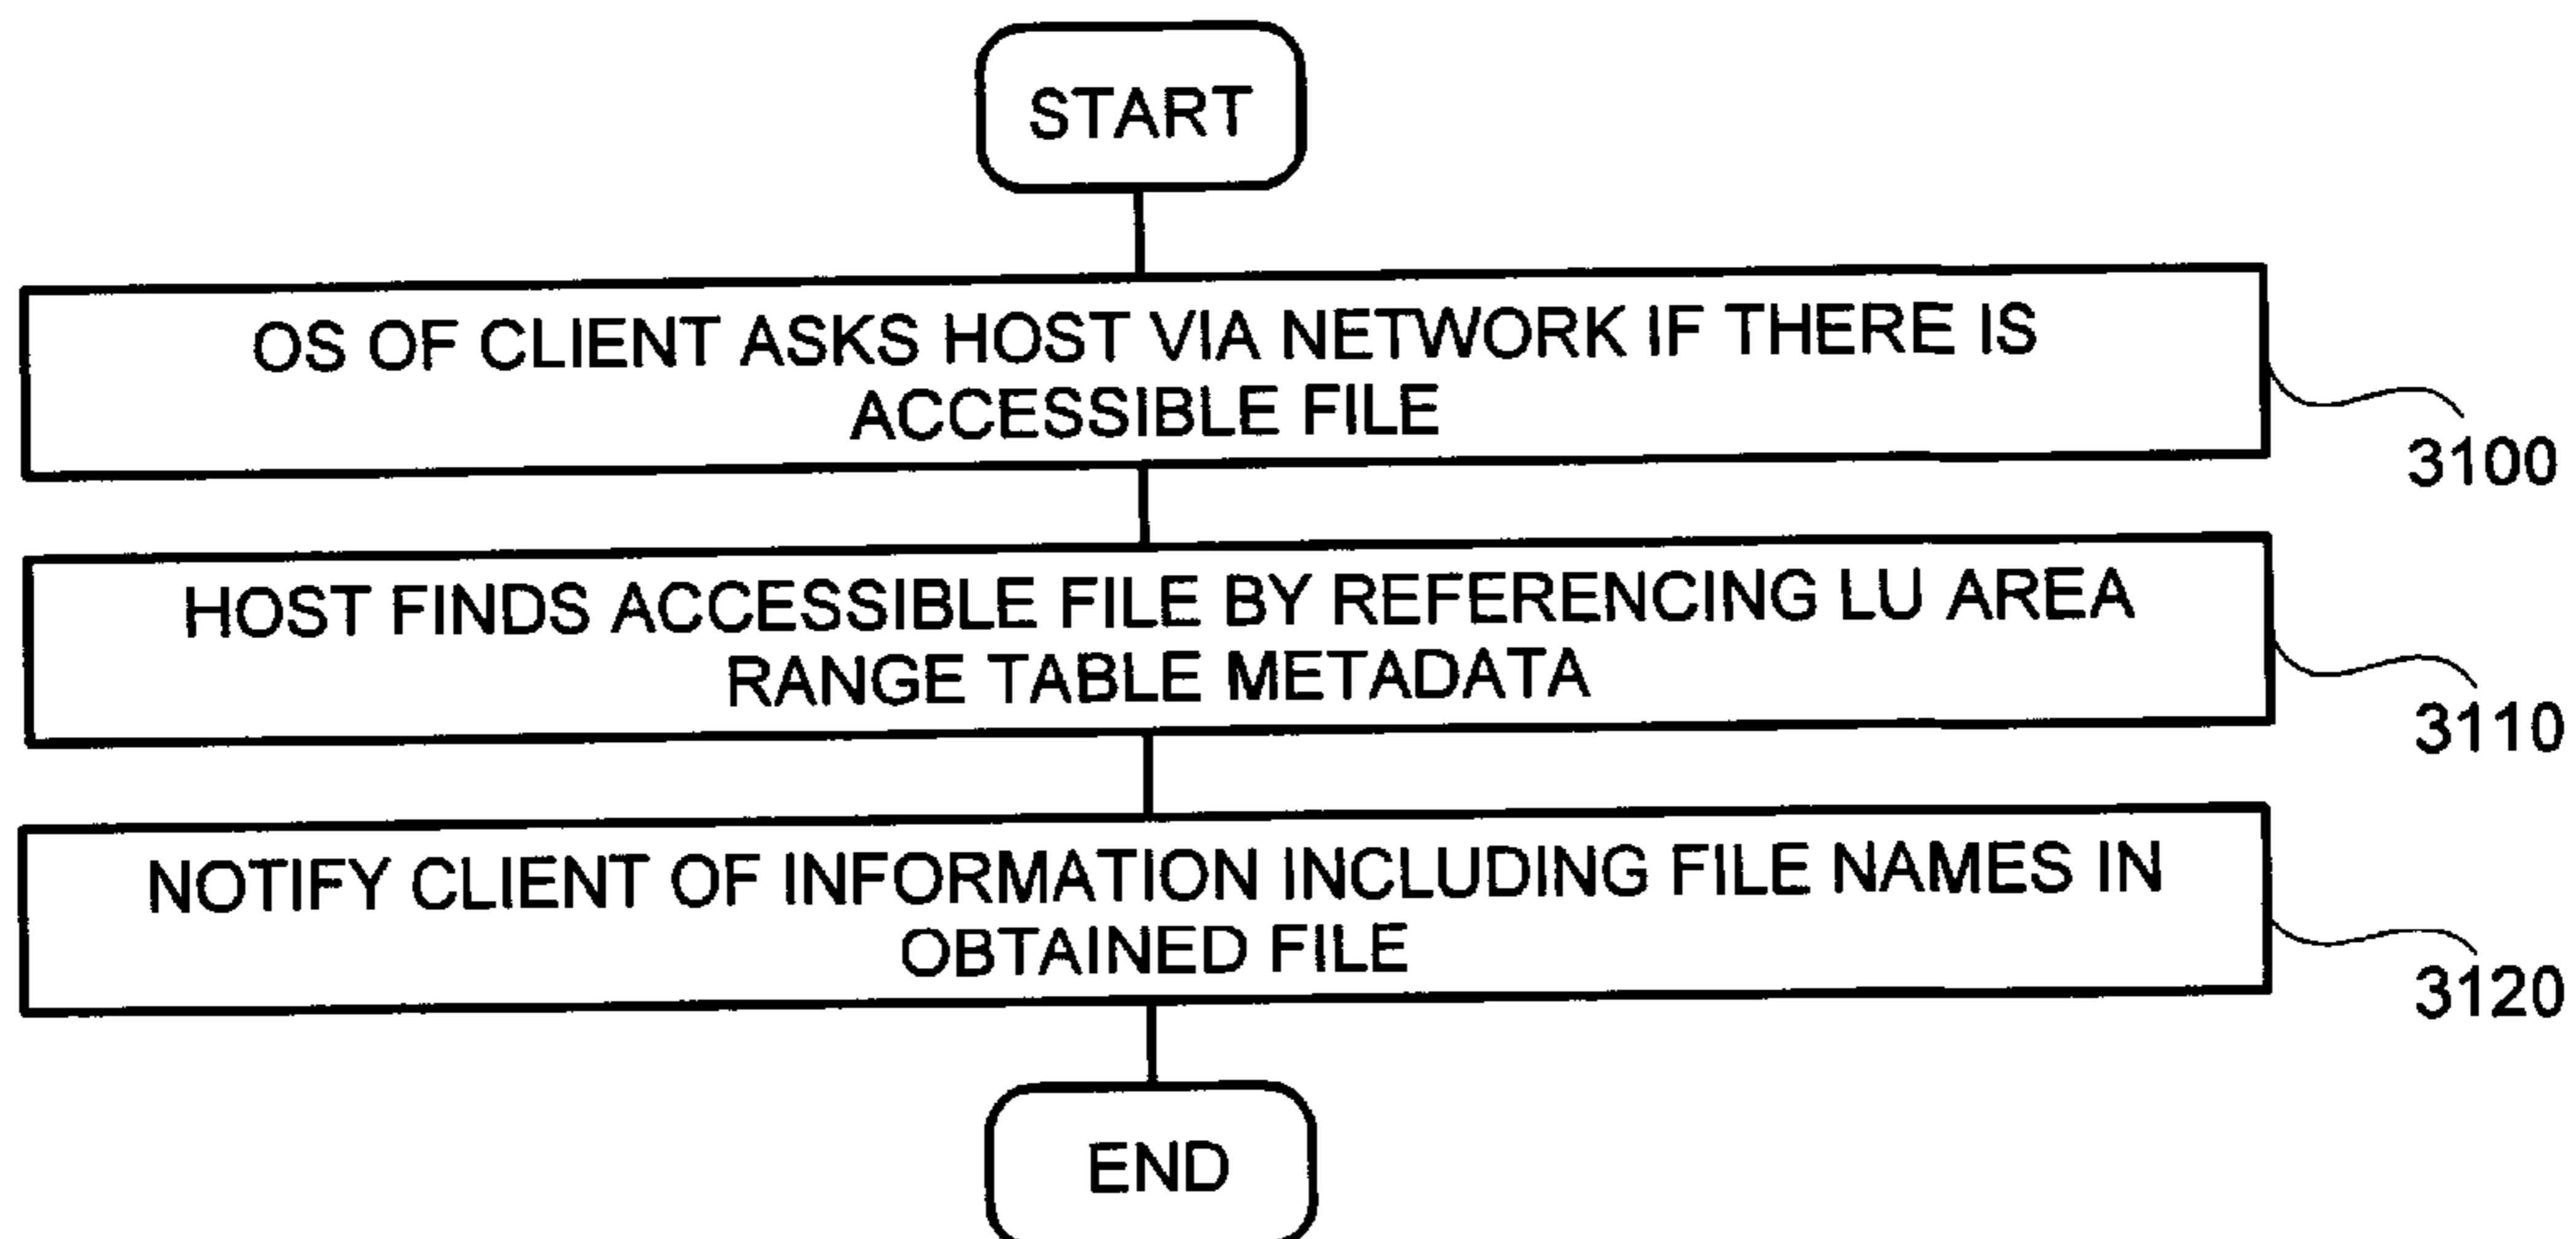 START
OS OF CLIENT ASKS HOST VIA NETWORK IF THERE IS
ACCESSIBLE FILE
3100
HOST FINDS ACCESSIBLE FILE BY REFERENCING LU AREA
RANGE TABLE METADATA
3110
NOTIFY CLIENT OF INFORMATION INCLUDING FILE NAMES IN
OBTAINED FILE
3120
END